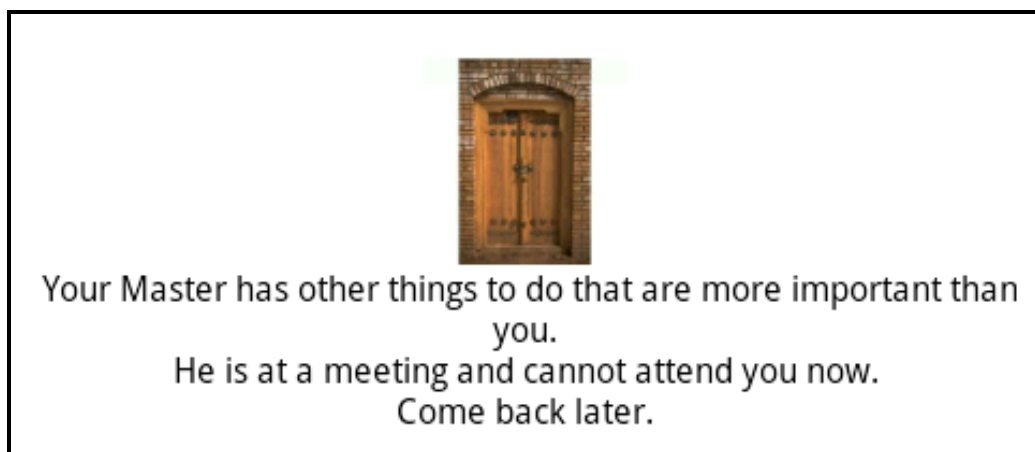 Your Master has other things to do that are more important than
you.
He is at a meeting and cannot attend you now.
Come back later.